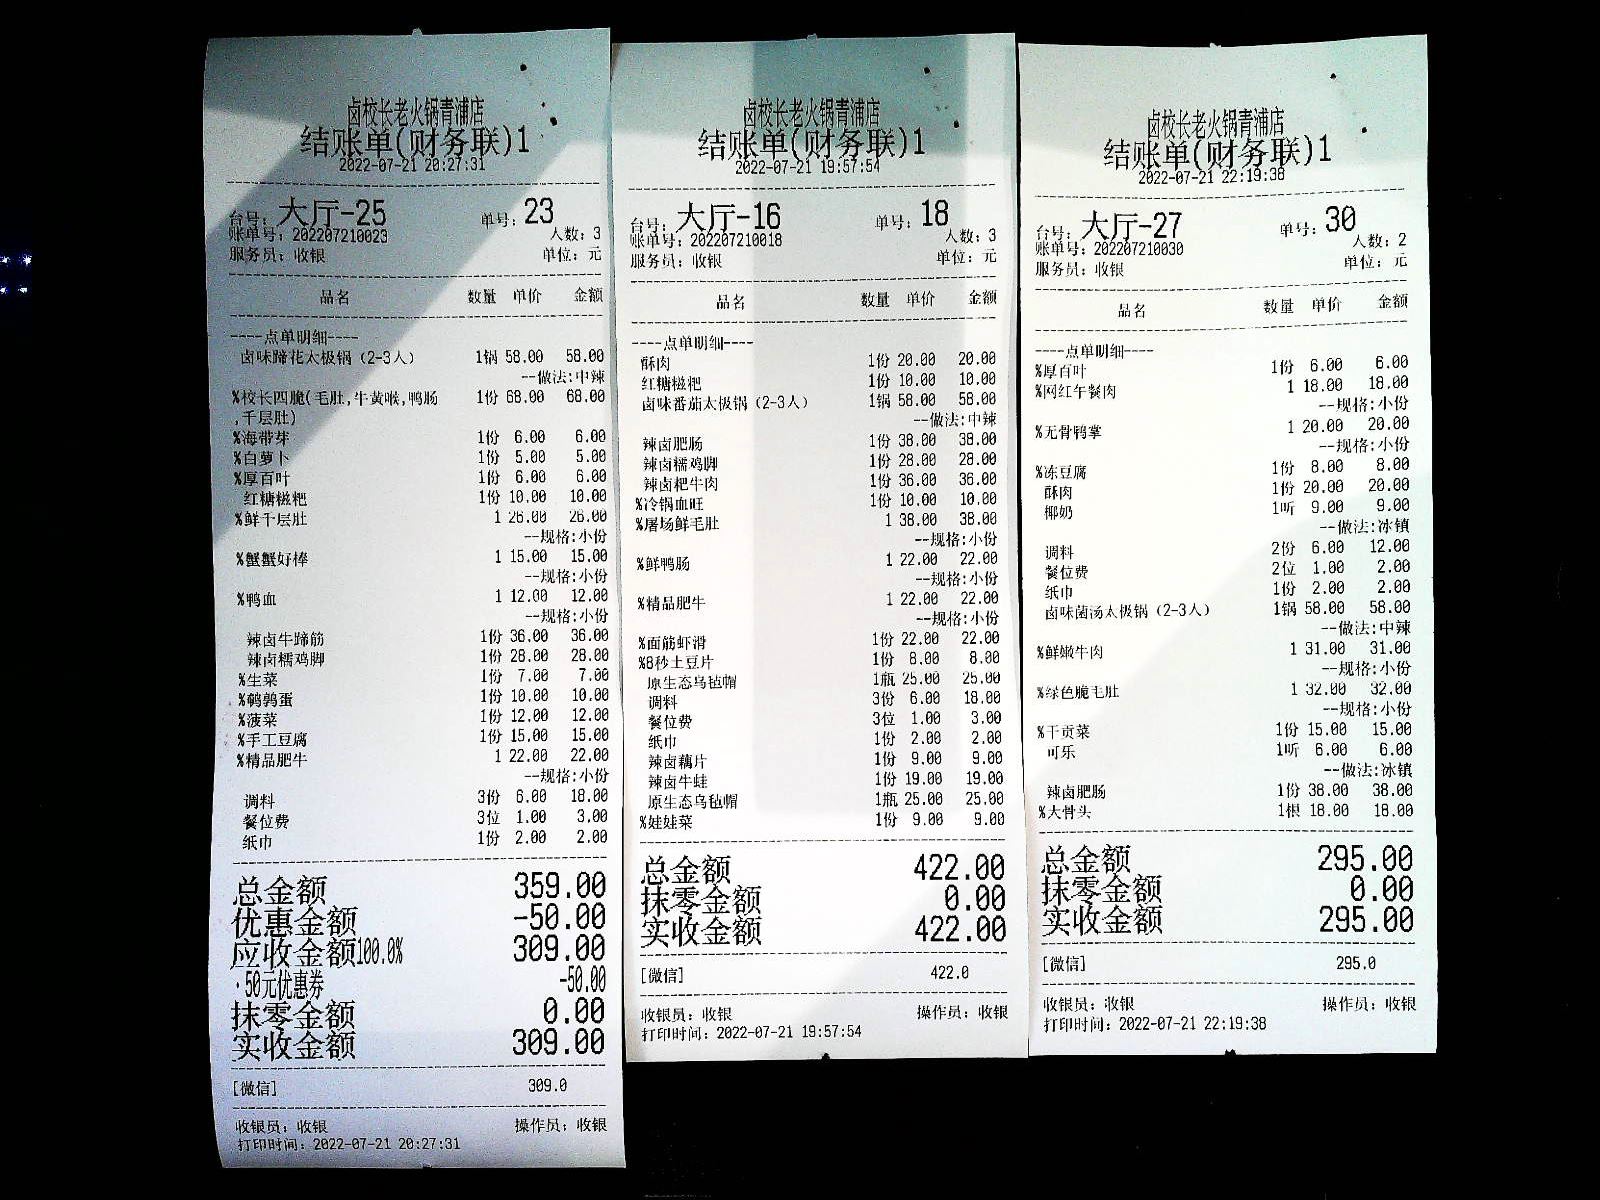 卤校长老火锅青浦店
结账单(财务联)1
2022-07-21 20:27:31
台号: 大厅-25 单号: 23
账单号: 202207210023 人数: 3
服务员: 收银 单位: 元
品名 数量 单价 金额
----点单明细----
卤味蹄花太极锅（2-3人） 1锅 58.00 58.00
--做法:中辣
%校长四脆(毛肚,牛黄喉,鸭肠 1份 68.00 68.00
,千层肚)
%海带芽 1份 6.00 6.00
%白萝卜 1份 5.00 5.00
%厚百叶 1份 6.00 6.00
红糖糍粑 1份 10.00 10.00
%鲜千层肚 1 26.00 26.00
--规格:小份
%蟹蟹好棒 1 15.00 15.00
--规格:小份
%鸭血 1 12.00 12.00
--规格:小份
辣卤牛蹄筋 1份 36.00 36.00
辣卤糯鸡脚 1份 28.00 28.00
%生菜 1份 7.00 7.00
%鹌鹑蛋 1份 10.00 10.00
%菠菜 1份 12.00 12.00
%手工豆腐 1份 15.00 15.00
%精品肥牛 1 22.00 22.00
--规格:小份
调料 3份 6.00 18.00
餐位费 3位 1.00 3.00
纸巾 1份 2.00 2.00
总金额 359.00
优惠金额 -50.00
应收金额100.0% 309.00
·50元优惠券 -50.00
抹零金额 0.00
实收金额 309.00
[微信] 309.0
收银员: 收银 操作员: 收银
打印时间: 2022-07-21 20:27:31
卤校长老火锅青浦店
结账单(财务联)1
2022-07-21 19:57:54
台号: 大厅-16 单号: 18
账单号: 202207210018 人数: 3
服务员: 收银 单位: 元
品名 数量 单价 金额
----点单明细----
酥肉 1份 20.00 20.00
红糖糍粑 1份 10.00 10.00
卤味番茄太极锅（2-3人） 1锅 58.00 58.00
--做法:中辣
辣卤肥肠 1份 38.00 38.00
辣卤糯鸡脚 1份 28.00 28.00
辣卤粑牛肉 1份 36.00 36.00
%冷锅血旺 1份 10.00 10.00
%屠场鲜毛肚 1 38.00 38.00
--规格:小份
%鲜鸭肠 1 22.00 22.00
--规格:小份
%精品肥牛 1 22.00 22.00
--规格:小份
%面筋虾滑 1份 22.00 22.00
%8秒土豆片 1份 8.00 8.00
原生态乌毡帽 1瓶 25.00 25.00
调料 3份 6.00 18.00
餐位费 3位 1.00 3.00
纸巾 1份 2.00 2.00
辣卤藕片 1份 9.00 9.00
辣卤牛蛙 1份 19.00 19.00
原生态乌毡帽 1瓶 25.00 25.00
%娃娃菜 1份 9.00 9.00
总金额 422.00
抹零金额 0.00
实收金额 422.00
[微信] 422.0
收银员: 收银 操作员: 收银
打印时间: 2022-07-21 19:57:54
卤校长老火锅青浦店
结账单(财务联)1
2022-07-21 22:19:38
台号: 大厅-27 单号: 30
账单号: 202207210030 人数: 2
服务员: 收银 单位: 元
品名 数量 单价 金额
----点单明细----
%厚百叶 1份 6.00 6.00
%网红午餐肉 1 18.00 18.00
--规格:小份
%无骨鸭掌 1 20.00 20.00
--规格:小份
%冻豆腐 1份 8.00 8.00
酥肉 1份 20.00 20.00
椰奶 1听 9.00 9.00
--做法:冰镇
调料 2份 6.00 12.00
餐位费 2位 1.00 2.00
纸巾 1份 2.00 2.00
卤味菌汤太极锅（2-3人） 1锅 58.00 58.00
--做法:中辣
%鲜嫩牛肉 1 31.00 31.00
--规格:小份
%绿色脆毛肚 1 32.00 32.00
--规格:小份
%干贡菜 1份 15.00 15.00
可乐 1听 6.00 6.00
--做法:冰镇
辣卤肥肠 1份 38.00 38.00
%大骨头 1根 18.00 18.00
总金额 295.00
抹零金额 0.00
实收金额 295.00
[微信] 295.0
收银员: 收银 操作员: 收银
打印时间: 2022-07-21 22:19:38